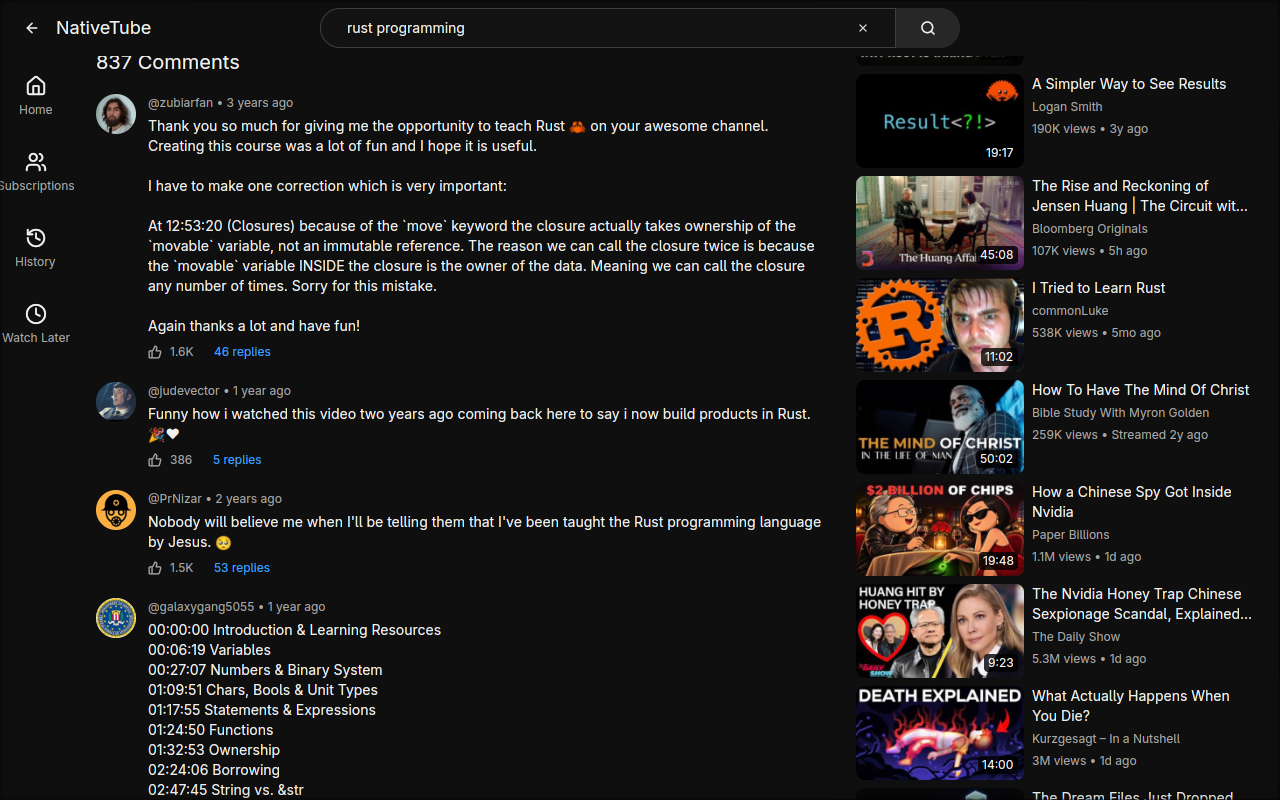 NativeTube
rust programming
Home
Subscriptions
History
Watch Later
837 Comments
@zubiarfan • 3 years ago
Thank you so much for giving me the opportunity to teach Rust 🦀 on your awesome channel.
Creating this course was a lot of fun and I hope it is useful.
I have to make one correction which is very important:
At 12:53:20 (Closures) because of the `move` keyword the closure actually takes ownership of the
`movable` variable, not an immutable reference. The reason we can call the closure twice is because
the `movable` variable INSIDE the closure is the owner of the data. Meaning we can call the closure
any number of times. Sorry for this mistake.
Again thanks a lot and have fun!
1.6K 46 replies
@judevector • 1 year ago
Funny how i watched this video two years ago coming back here to say i now build products in Rust.
🎉🤍
386 5 replies
@PrNizar • 2 years ago
Nobody will believe me when I'll be telling them that I've been taught the Rust programming language
by Jesus. 🥺
1.5K 53 replies
@galaxygang5055 • 1 year ago
00:00:00 Introduction & Learning Resources
00:06:19 Variables
00:27:07 Numbers & Binary System
01:09:51 Chars, Bools & Unit Types
01:17:55 Statements & Expressions
01:24:50 Functions
01:32:53 Ownership
02:24:06 Borrowing
02:47:45 String vs. &str
Result<?!>
19:17
A Simpler Way to See Results
Logan Smith
190K views • 3y ago
The Huang Affai
45:08
The Rise and Reckoning of
Jensen Huang | The Circuit wit...
Bloomberg Originals
107K views • 5h ago
R
11:02
I Tried to Learn Rust
commonLuke
538K views • 5mo ago
THE MIND OF CHRIST
IN THE LIFE OF MAN
50:02
How To Have The Mind Of Christ
Bible Study With Myron Golden
259K views • Streamed 2y ago
$2 BILLION OF CHIPS
19:48
How a Chinese Spy Got Inside
Nvidia
Paper Billions
1.1M views • 1d ago
HUANG HIT BY
HONEY TRAP
9:23
The Nvidia Honey Trap Chinese
Sexpionage Scandal, Explained...
The Daily Show
5.3M views • 1d ago
DEATH EXPLAINED
14:00
What Actually Happens When
You Die?
Kurzgesagt – In a Nutshell
3M views • 1d ago
The Dream Files Just Dropped